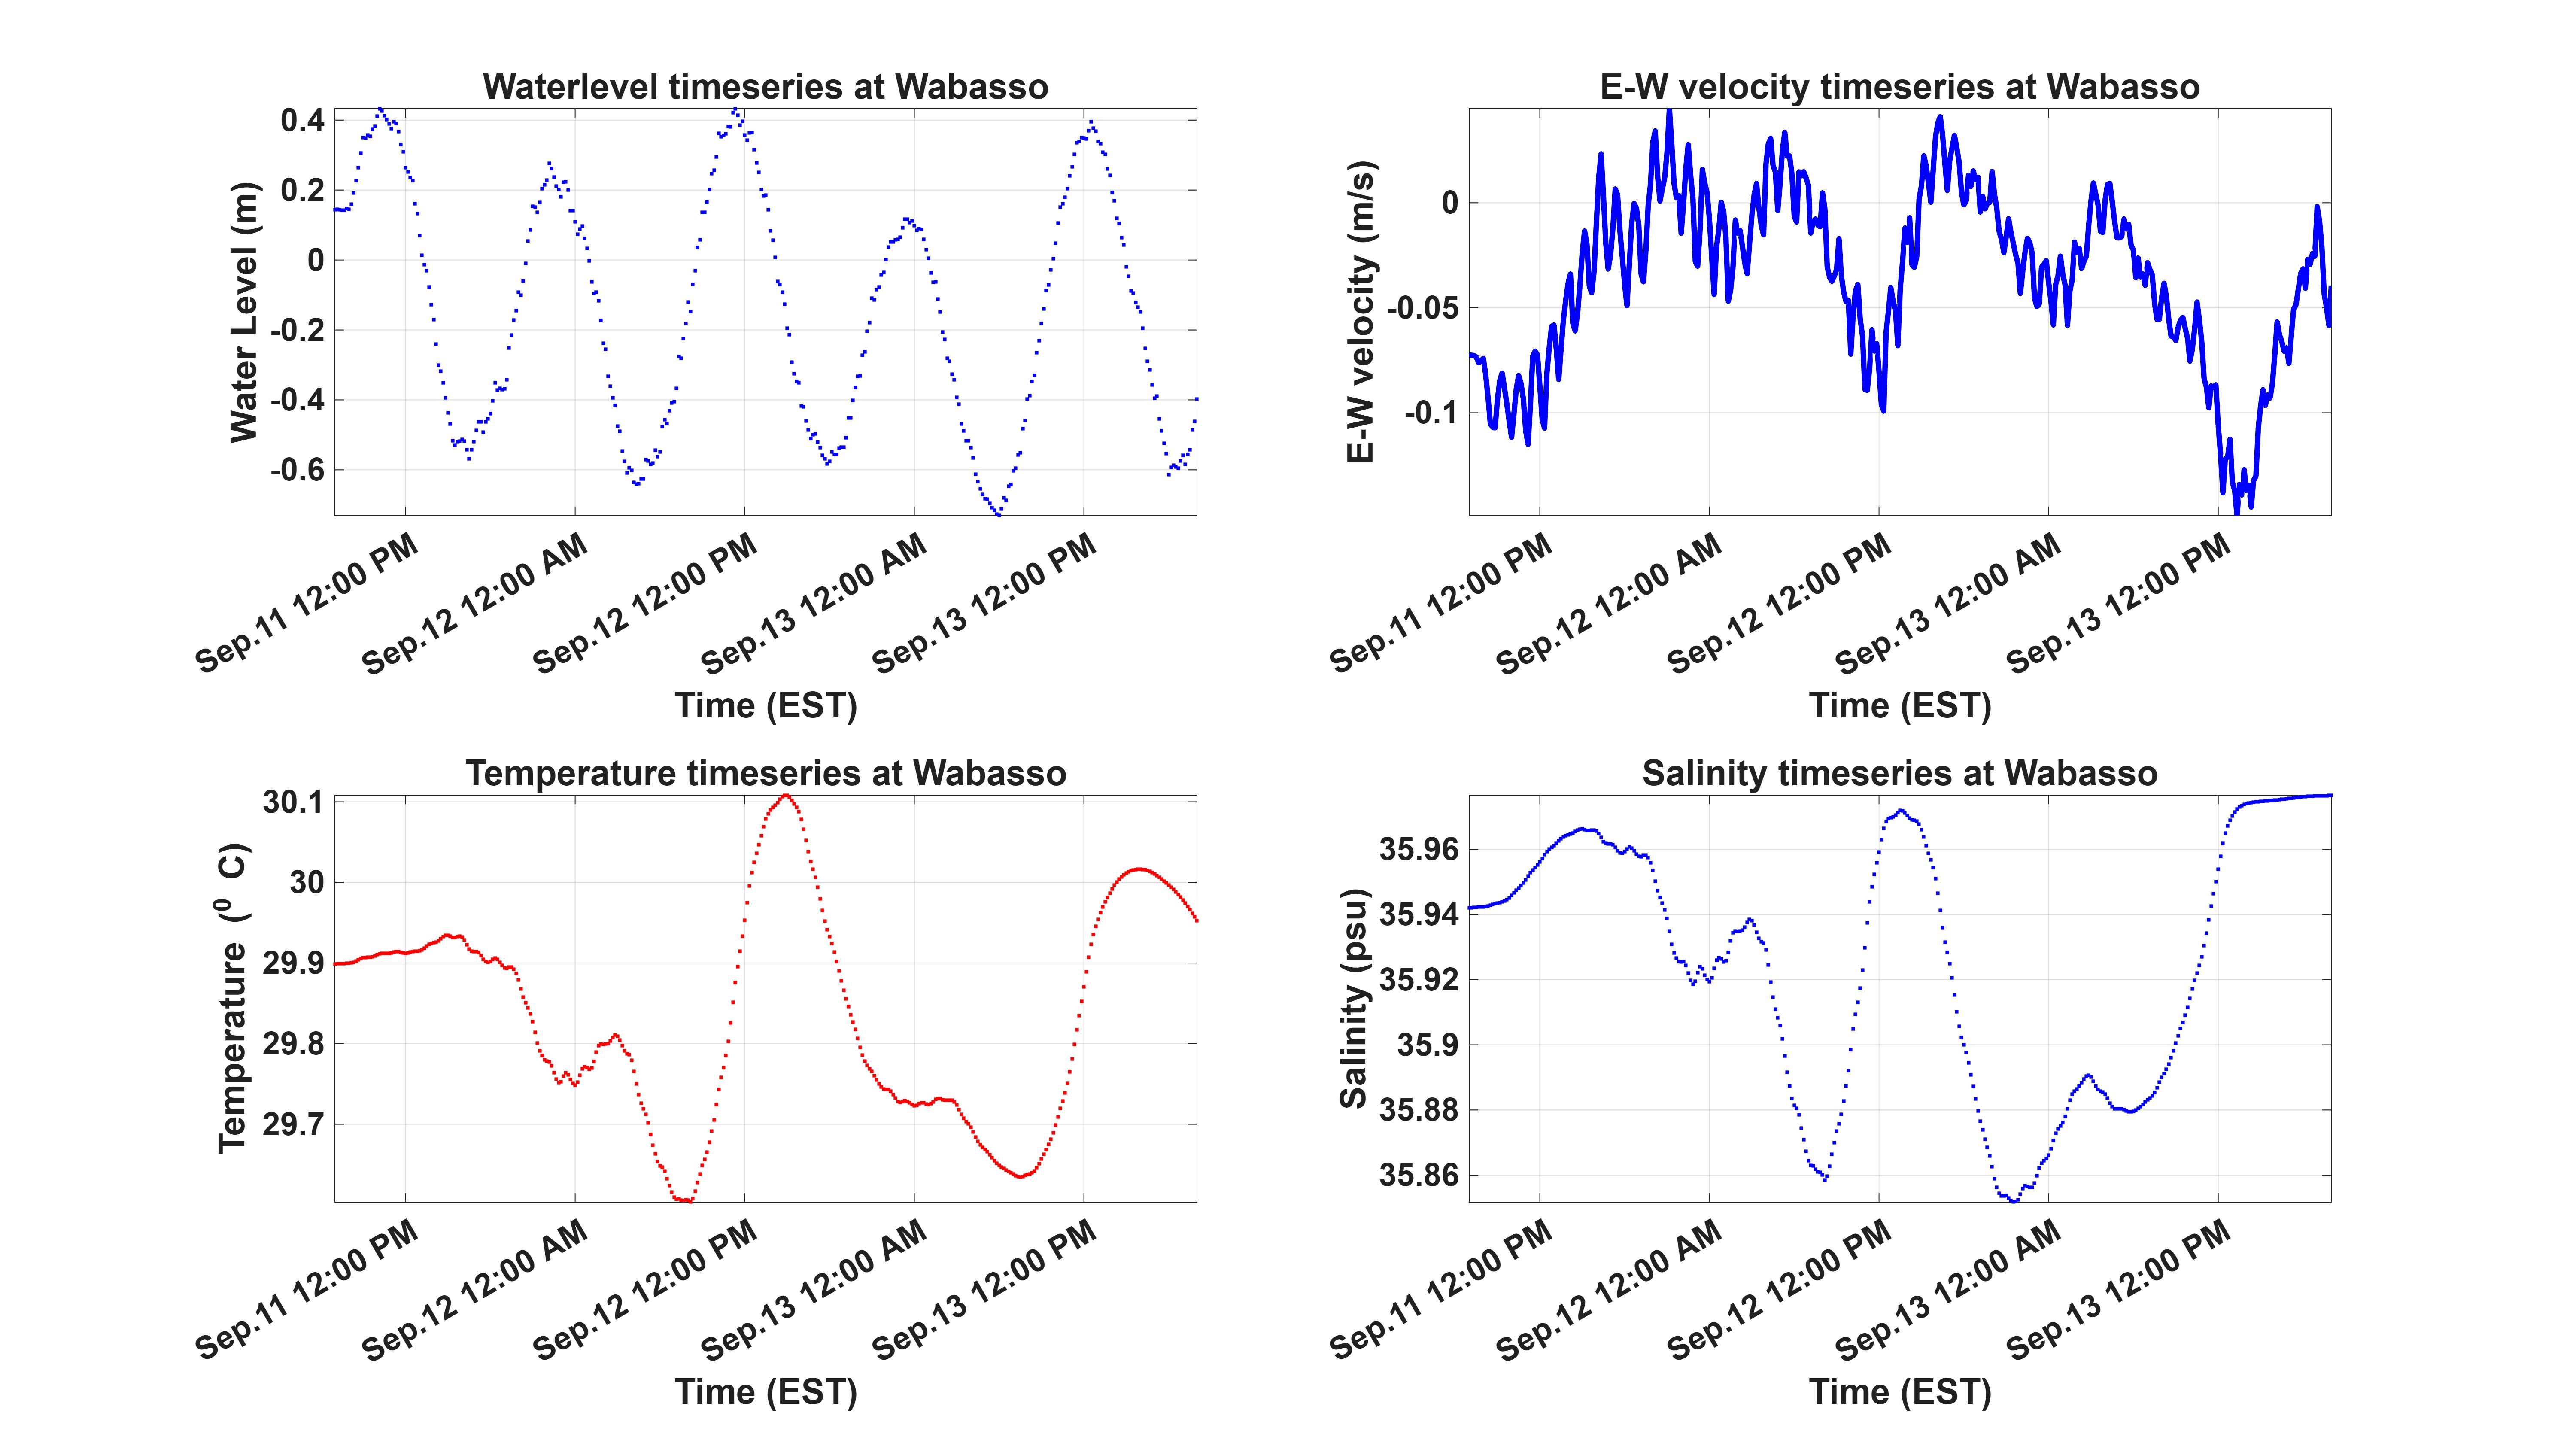 Waterlevel timeseries at Wabasso
Water Level (m)
0.4
0.2
0
-0.2
-0.4
-0.6
Sep.11 12:00 PM
Sep.12 12:00 AM
Sep.12 12:00 PM
Sep.13 12:00 AM
Sep.13 12:00 PM
Time (EST)
E-W velocity timeseries at Wabasso
E-W velocity (m/s)
0
-0.05
-0.1
Sep.11 12:00 PM
Sep.12 12:00 AM
Sep.12 12:00 PM
Sep.13 12:00 AM
Sep.13 12:00 PM
Time (EST)
Temperature timeseries at Wabasso
Temperature (⁰ C)
30.1
30
29.9
29.8
29.7
Sep.11 12:00 PM
Sep.12 12:00 AM
Sep.12 12:00 PM
Sep.13 12:00 AM
Sep.13 12:00 PM
Time (EST)
Salinity timeseries at Wabasso
Salinity (psu)
35.96
35.94
35.92
35.9
35.88
35.86
Sep.11 12:00 PM
Sep.12 12:00 AM
Sep.12 12:00 PM
Sep.13 12:00 AM
Sep.13 12:00 PM
Time (EST)